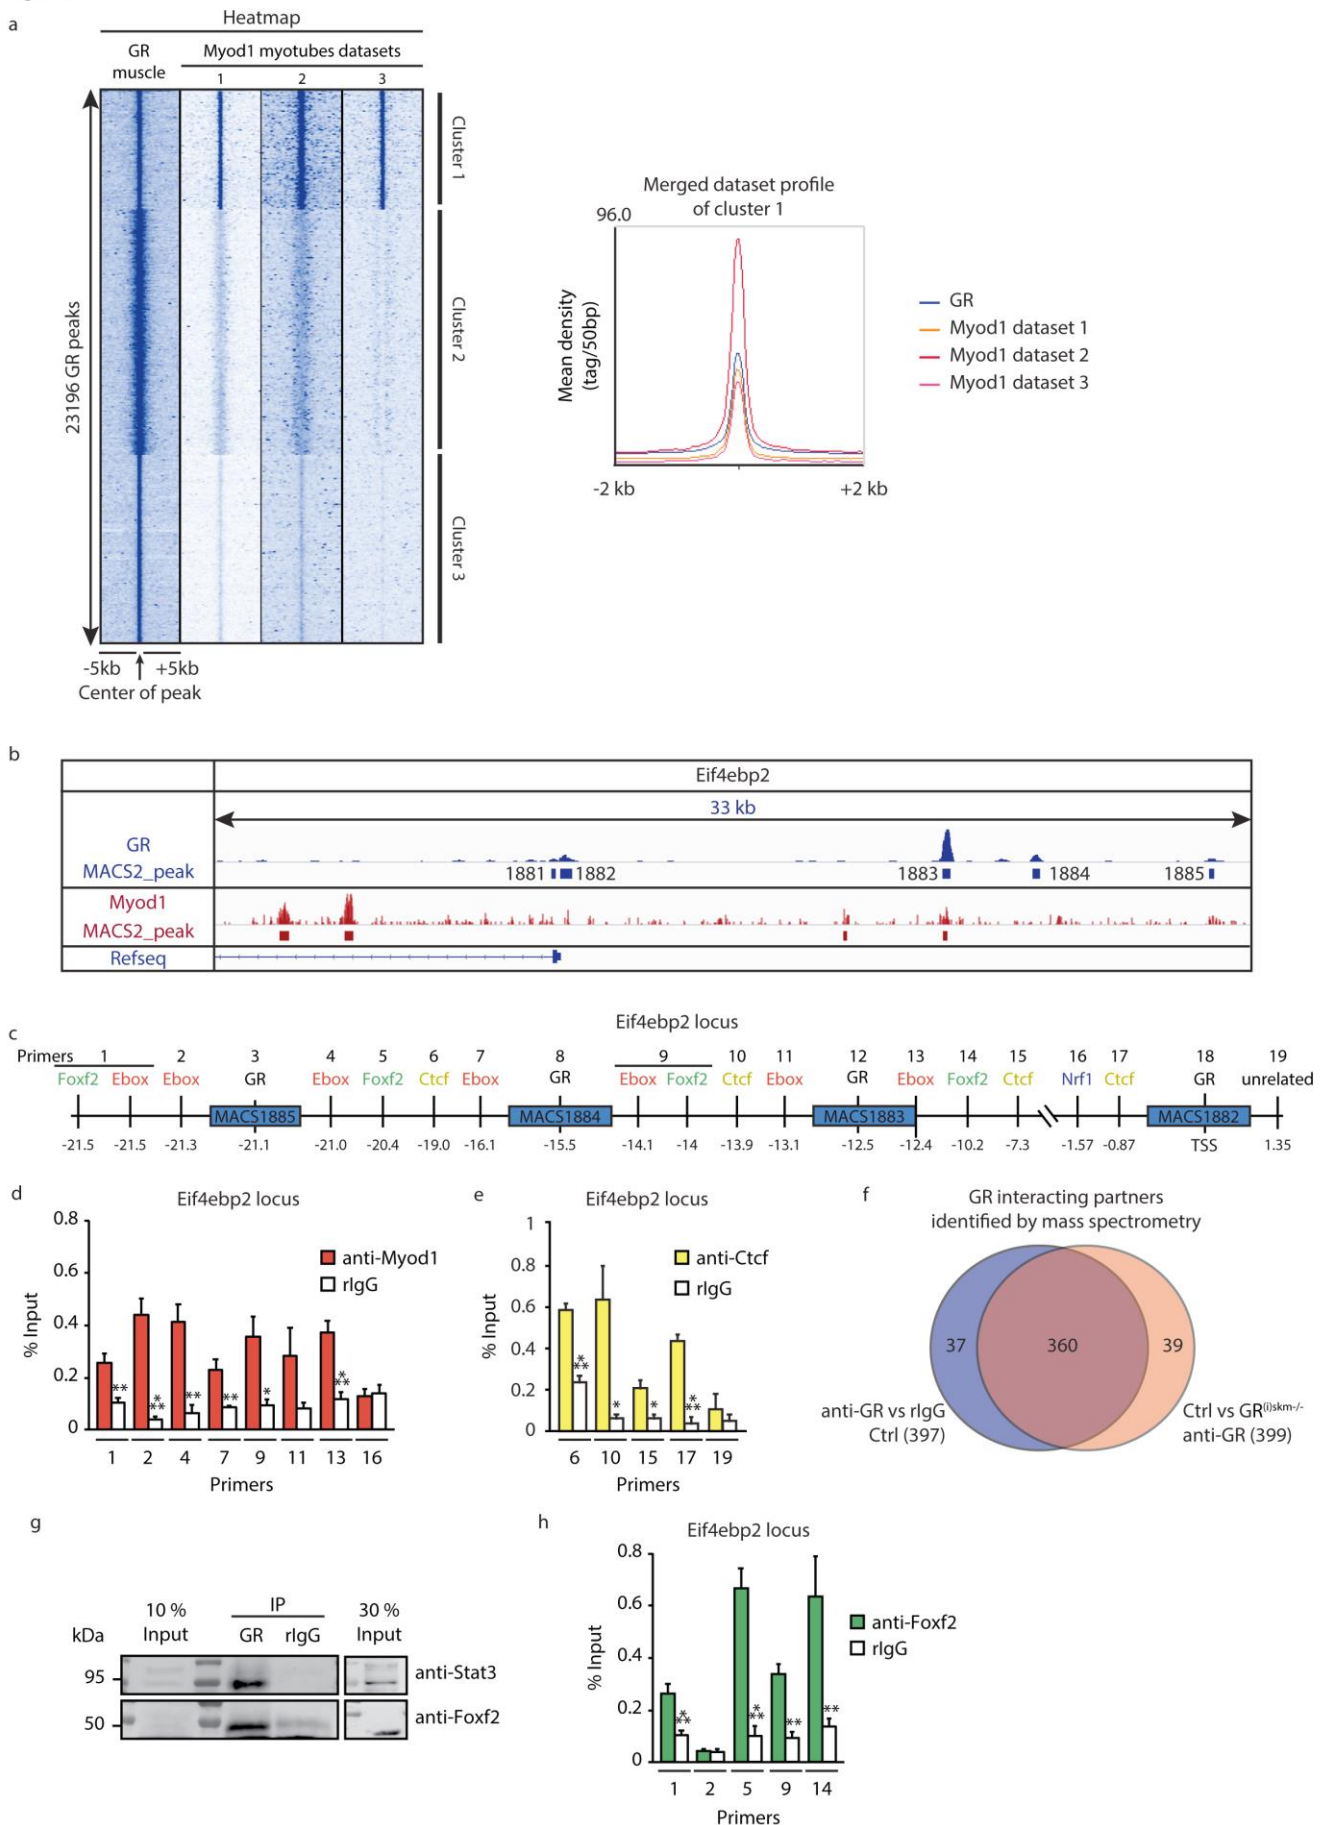 a
Heatmap
GR
muscle
Myod1 myotubes datasets
1 2 3
23196 GR peaks
Cluster 1
Cluster 2
Cluster 3
-5kb +5kb
Center of peak
Merged dataset profile
of cluster 1
96.0
Mean density
(tag/50bp)
-2 kb +2 kb
GR
Myod1 dataset 1
Myod1 dataset 2
Myod1 dataset 3
b
Eif4ebp2
33 kb
GR
MACS2_peak
1881 1882 1883 1884 1885
Myod1
MACS2_peak
Refseq
c
Eif4ebp2 locus
Primers 1 2 3 4 5 6 7 8 9 10 11 12 13 14 15 16 17 18 19
Foxf2 Ebox Ebox GR Ebox Foxf2 Ctcf Ebox GR Ebox Foxf2 Ctcf Ebox GR Ebox Foxf2 Ctcf Nrf1 Ctcf GR unrelated
MACS1885 MACS1884 MACS1883 MACS1882
-21.5 -21.5 -21.3 -21.1 -21.0 -20.4 -19.0 -16.1 -15.5 -14.1 -14 -13.9 -13.1 -12.5 -12.4 -10.2 -7.3 -1.57 -0.87 TSS 1.35
d
Eif4ebp2 locus
0.8
0.6
0.4
0.2
0
% Input
anti-Myod1
rIgG
** ** ** ** ** * ** **
1 2 4 7 9 11 13 16
Primers
e
Eif4ebp2 locus
1
0.8
0.6
0.4
0.2
0
% Input
anti-Ctcf
rIgG
** ** * * ** **
6 10 15 17 19
Primers
f
GR interacting partners
identified by mass spectrometry
37 360 39
anti-GR vs rIgG
Ctrl (397)
Ctrl vs GR(i)skm-/-
anti-GR (399)
g
10 %
Input
IP
GR rIgG
30 %
Input
kDa
95
anti-Stat3
50
anti-Foxf2
h
Eif4ebp2 locus
0.8
0.6
0.4
0.2
0
% Input
anti-Foxf2
rIgG
** ** ** ** ** **
1 2 5 9 14
Primers